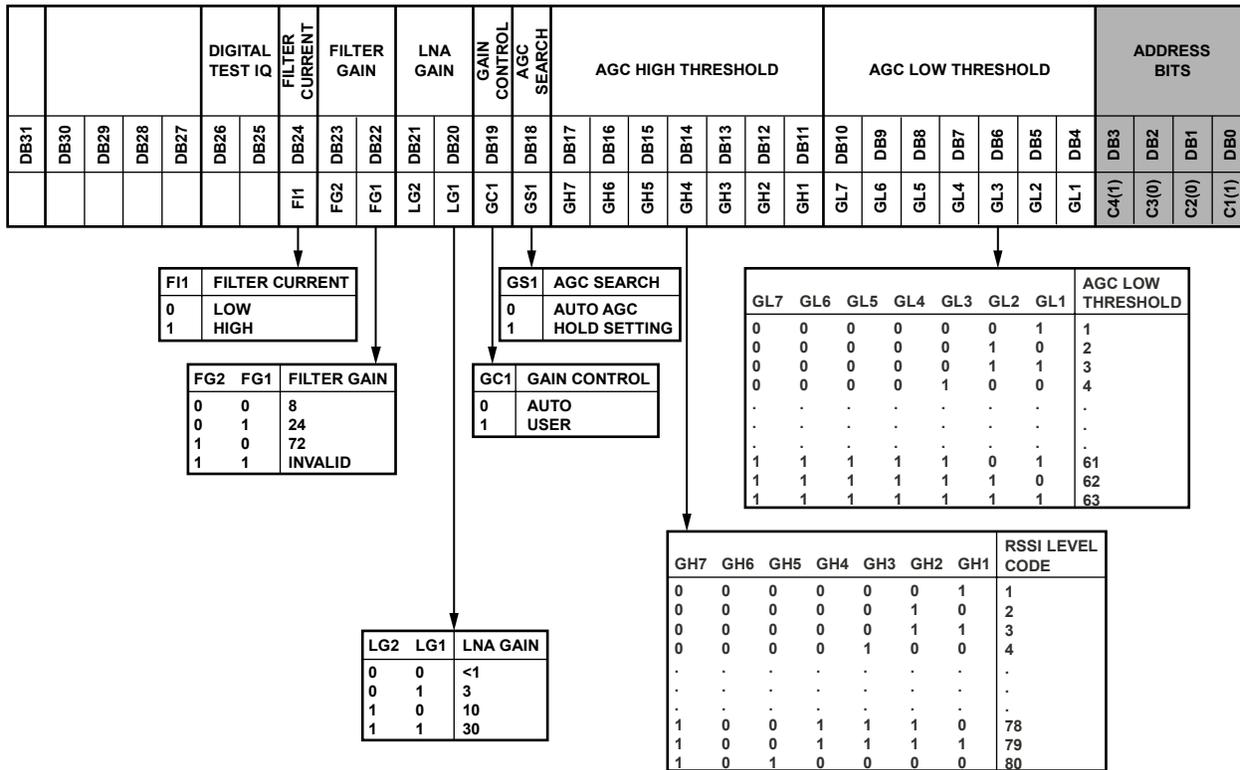 DIGITAL TEST IQ
FILTER CURRENT
FILTER GAIN
LNA GAIN
GAIN CONTROL
AGC SEARCH
AGC HIGH THRESHOLD
AGC LOW THRESHOLD
ADDRESS BITS
DB31 DB30 DB29 DB28 DB27 DB26 DB25 DB24 DB23 DB22 DB21 DB20 DB19 DB18 DB17 DB16 DB15 DB14 DB13 DB12 DB11 DB10 DB9 DB8 DB7 DB6 DB5 DB4 DB3 DB2 DB1 DB0
FI1 FG2 FG1 LG2 LG1 GC1 GS1 GH7 GH6 GH5 GH4 GH3 GH2 GH1 GL7 GL6 GL5 GL4 GL3 GL2 GL1 C4(1) C3(0) C2(0) C1(1)
FI1 FILTER CURRENT
0 LOW
1 HIGH
GS1 AGC SEARCH
0 AUTO AGC
1 HOLD SETTING
FG2 FG1 FILTER GAIN
0 0 8
0 1 24
1 0 72
1 1 INVALID
GC1 GAIN CONTROL
0 AUTO
1 USER
GL7 GL6 GL5 GL4 GL3 GL2 GL1 AGC LOW THRESHOLD
0 0 0 0 0 0 1 1
0 0 0 0 0 1 0 2
0 0 0 0 0 1 1 3
0 0 0 0 1 0 0 4
. . . . . . . .
. . . . . . . .
. . . . . . . .
1 1 1 1 1 0 1 61
1 1 1 1 1 1 0 62
1 1 1 1 1 1 1 63
GH7 GH6 GH5 GH4 GH3 GH2 GH1 RSSI LEVEL CODE
0 0 0 0 0 0 1 1
0 0 0 0 0 1 0 2
0 0 0 0 0 1 1 3
0 0 0 0 1 0 0 4
. . . . . . . .
. . . . . . . .
. . . . . . . .
1 0 0 1 1 1 0 78
1 0 0 1 1 1 1 79
1 0 1 0 0 0 0 80
LG2 LG1 LNA GAIN
0 0 <1
0 1 3
1 0 10
1 1 30